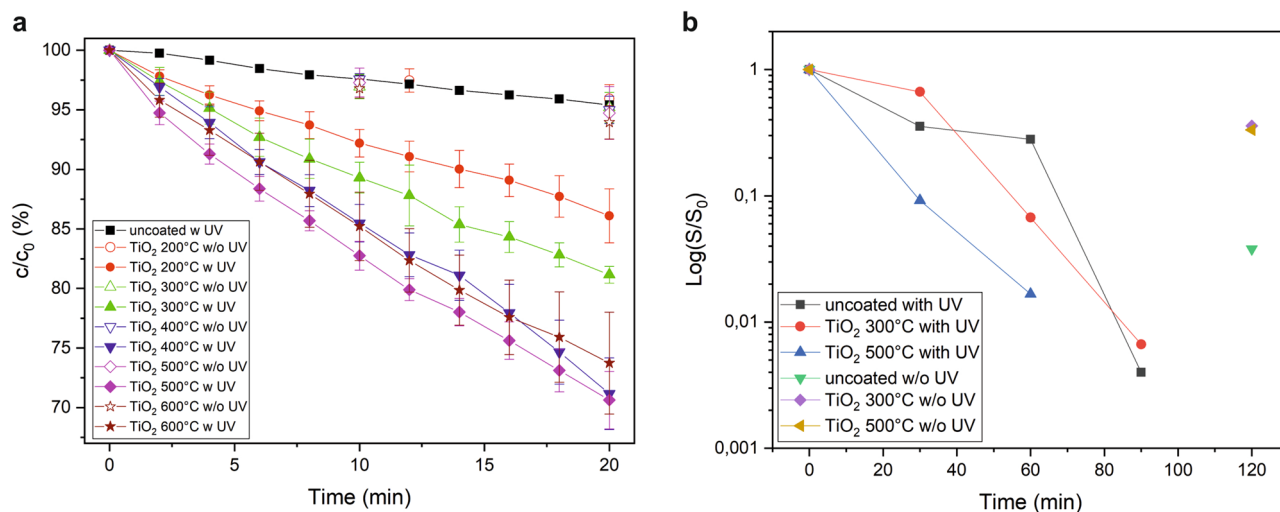 a
100
95
90
85
80
75
70
c/c₀ (%)
uncoated w UV
TiO₂ 200°C w/o UV
TiO₂ 200°C w UV
TiO₂ 300°C w/o UV
TiO₂ 300°C w UV
TiO₂ 400°C w/o UV
TiO₂ 400°C w UV
TiO₂ 500°C w/o UV
TiO₂ 500°C w UV
TiO₂ 600°C w/o UV
TiO₂ 600°C w UV
0 5 10 15 20
Time (min)
b
1
0,1
0,01
0,001
Log(S/S₀)
uncoated with UV
TiO₂ 300°C with UV
TiO₂ 500°C with UV
uncoated w/o UV
TiO₂ 300°C w/o UV
TiO₂ 500°C w/o UV
0 20 40 60 80 100 120
Time (min)